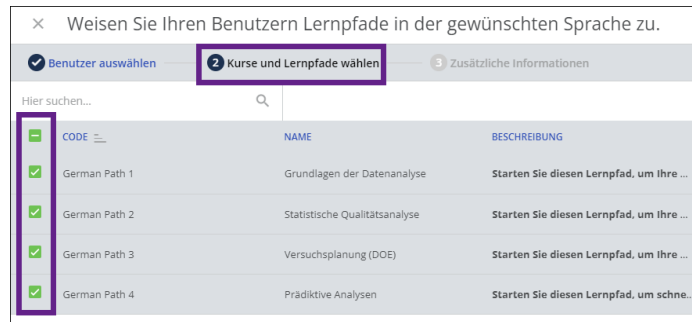 × Weisen Sie Ihren Benutzern Lernpfade in der gewünschten Sprache zu.
Benutzer auswählen 2 Kurse und Lernpfade wählen 3 Zusätzliche Informationen
Hier suchen...
CODE NAME BESCHREIBUNG
German Path 1 Grundlagen der Datenanalyse Starten Sie diesen Lernpfad, um Ihre ...
German Path 2 Statistische Qualitätsanalyse Starten Sie diesen Lernpfad, um Ihre ...
German Path 3 Versuchsplanung (DOE) Starten Sie diesen Lernpfad, um Ihre ...
German Path 4 Prädiktive Analysen Starten Sie diesen Lernpfad, um schne...